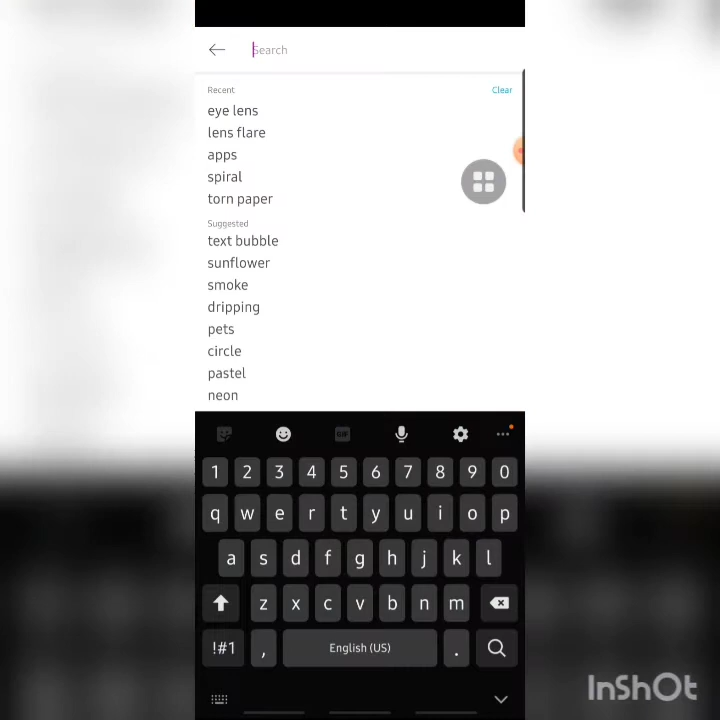 Search
Recent
Clear
eye lens
lens flare
apps
spiral
torn paper
Suggested
text bubble
sunflower
smoke
dripping
pets
circle
pastel
neon
GIF
1 2 3 4 5 6 7 8 9 0
q w e r t y u i o p
a s d f g h j k l
z x c v b n m
!#1 , English (US) .
InShOt